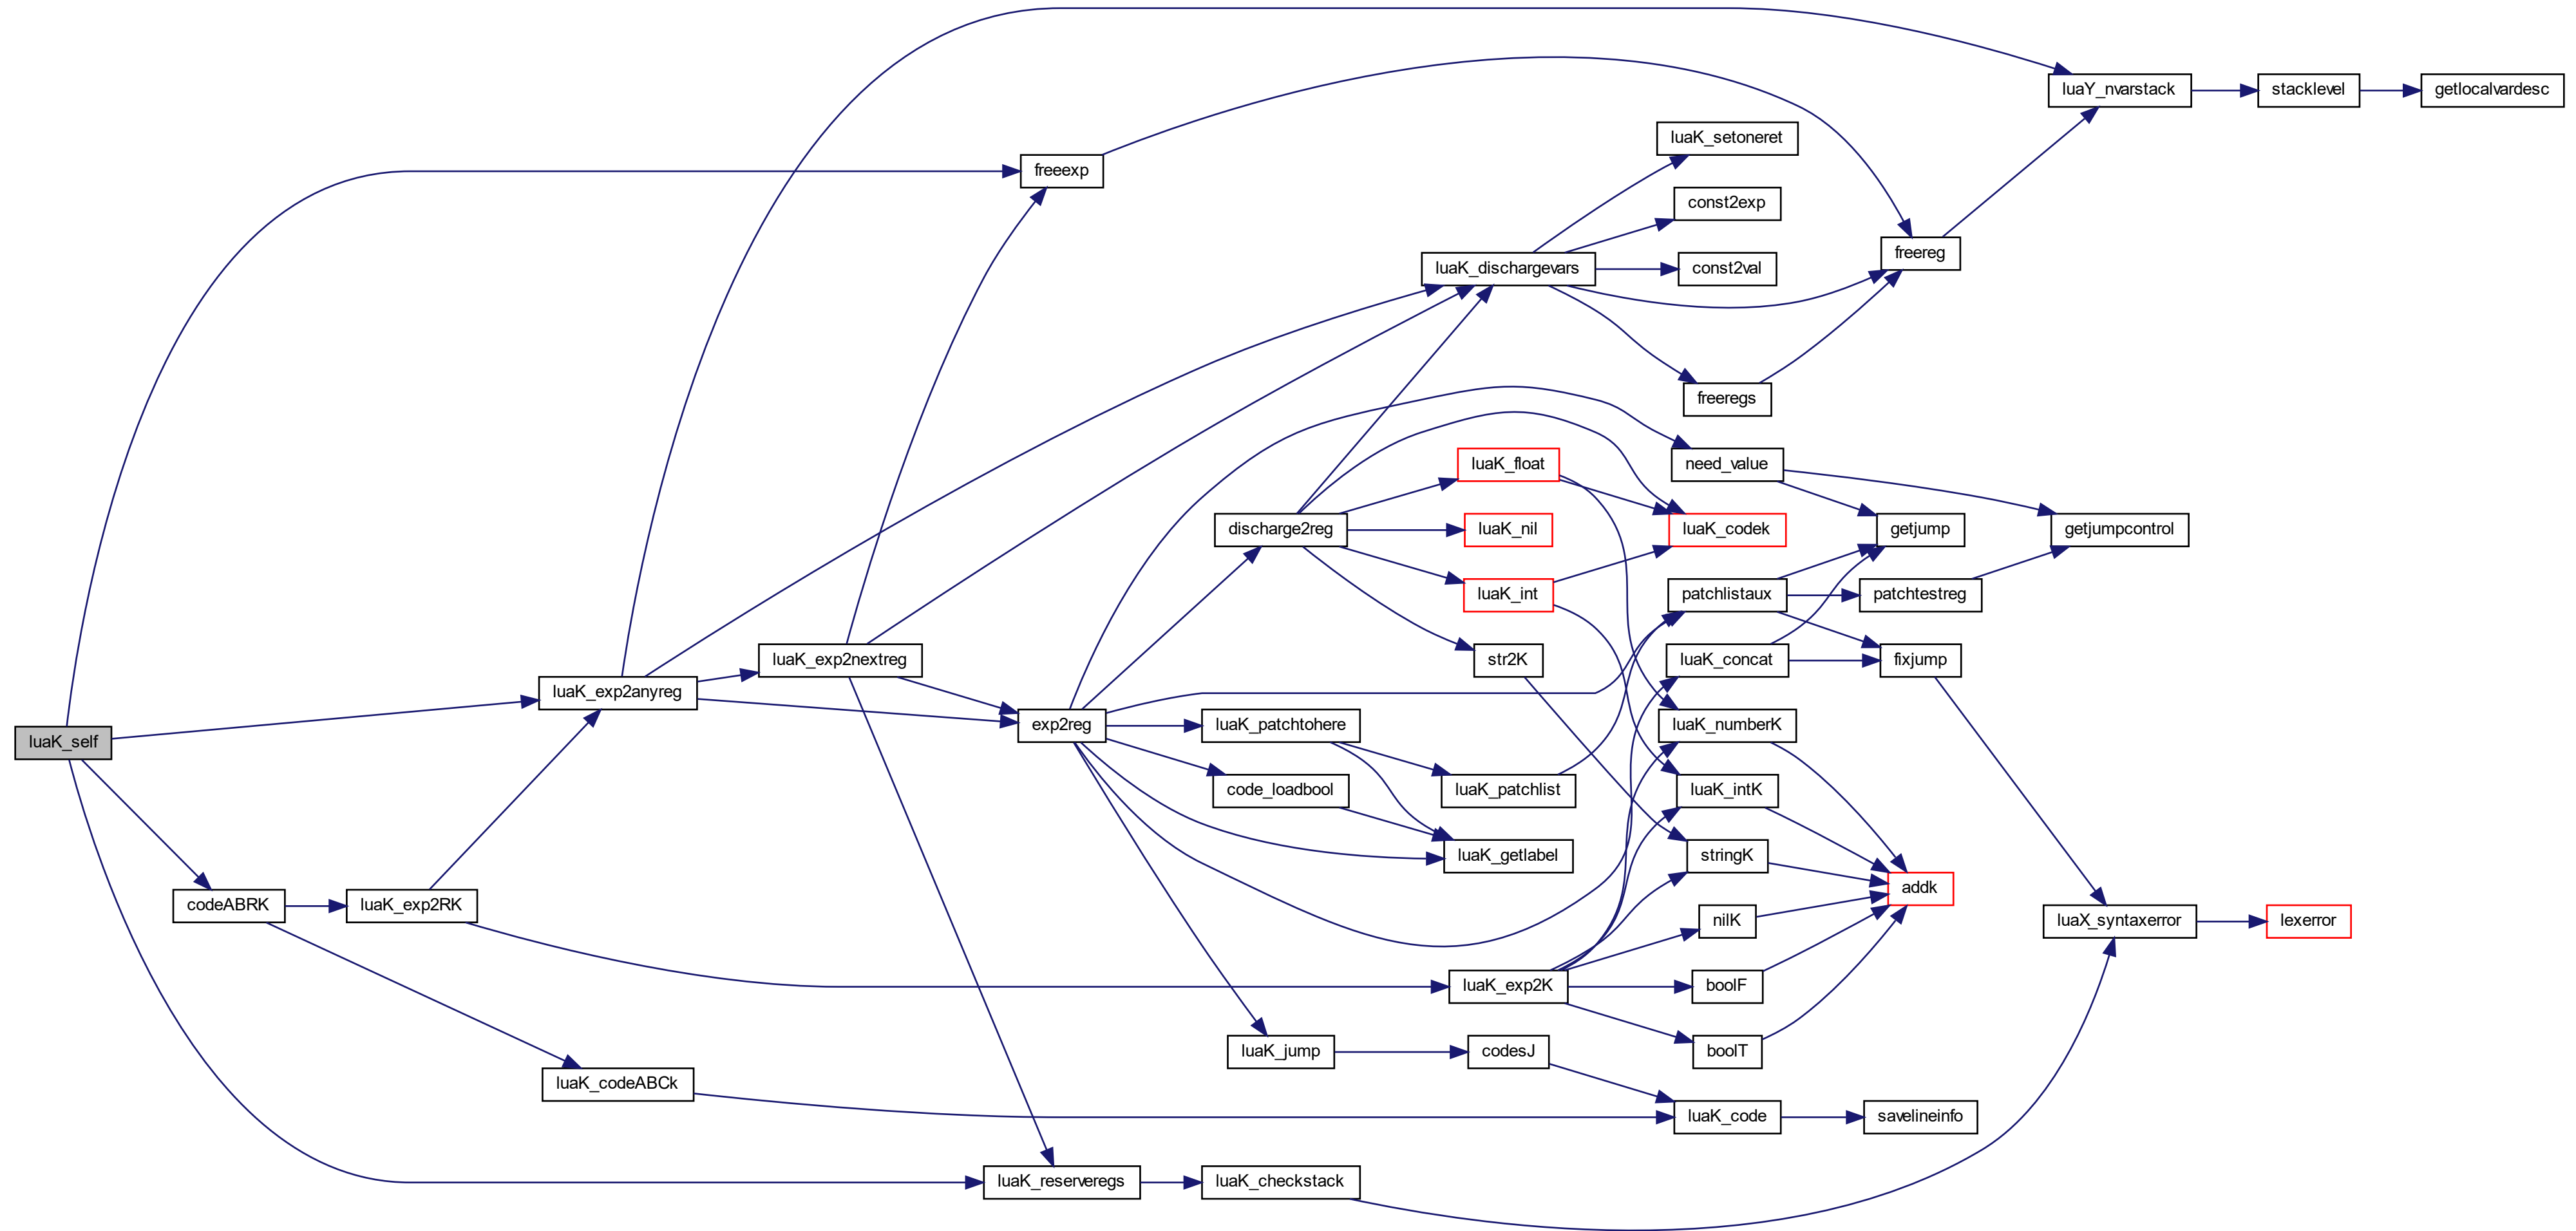 luaY_nvarstack
stacklevel
getlocalvardesc
luaK_setoneret
freeexp
const2exp
freereg
luaK_dischargevars
const2val
freeregs
luaK_float
need_value
discharge2reg
luaK_nil
luaK_codek
getjump
getjumpcontrol
luaK_int
patchlistaux
patchtestreg
luaK_exp2nextreg
str2K
luaK_concat
fixjump
luaK_exp2anyreg
exp2reg
luaK_patchtohere
luaK_numberK
luaK_self
code_loadbool
luaK_patchlist
luaK_intK
luaK_getlabel
stringK
addk
codeABRK
luaK_exp2RK
nilK
luaX_syntaxerror
lexerror
luaK_exp2K
boolF
luaK_jump
codesJ
boolT
luaK_codeABCk
luaK_code
savelineinfo
luaK_reserveregs
luaK_checkstack